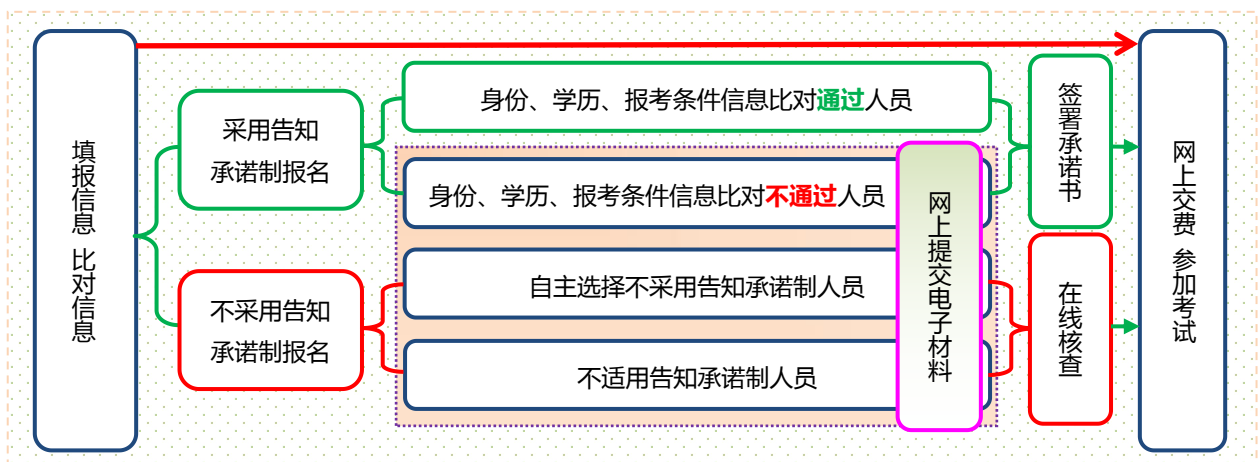 填报信息 比对信息
采用告知
承诺制报名
不采用告知
承诺制报名
身份、学历、报考条件信息比对通过人员
身份、学历、报考条件信息比对不通过人员
自主选择不采用告知承诺制人员
不适用告知承诺制人员
网上提交电子材料
签署承诺书
在线核查
网上交费 参加考试